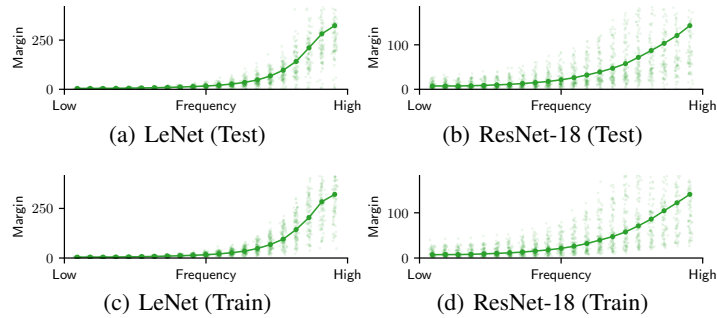 Margin
250
0
Low
Frequency
High
(a) LeNet (Test)
Margin
100
0
Low
Frequency
High
(b) ResNet-18 (Test)
Margin
250
0
Low
Frequency
High
(c) LeNet (Train)
Margin
100
0
Low
Frequency
High
(d) ResNet-18 (Train)